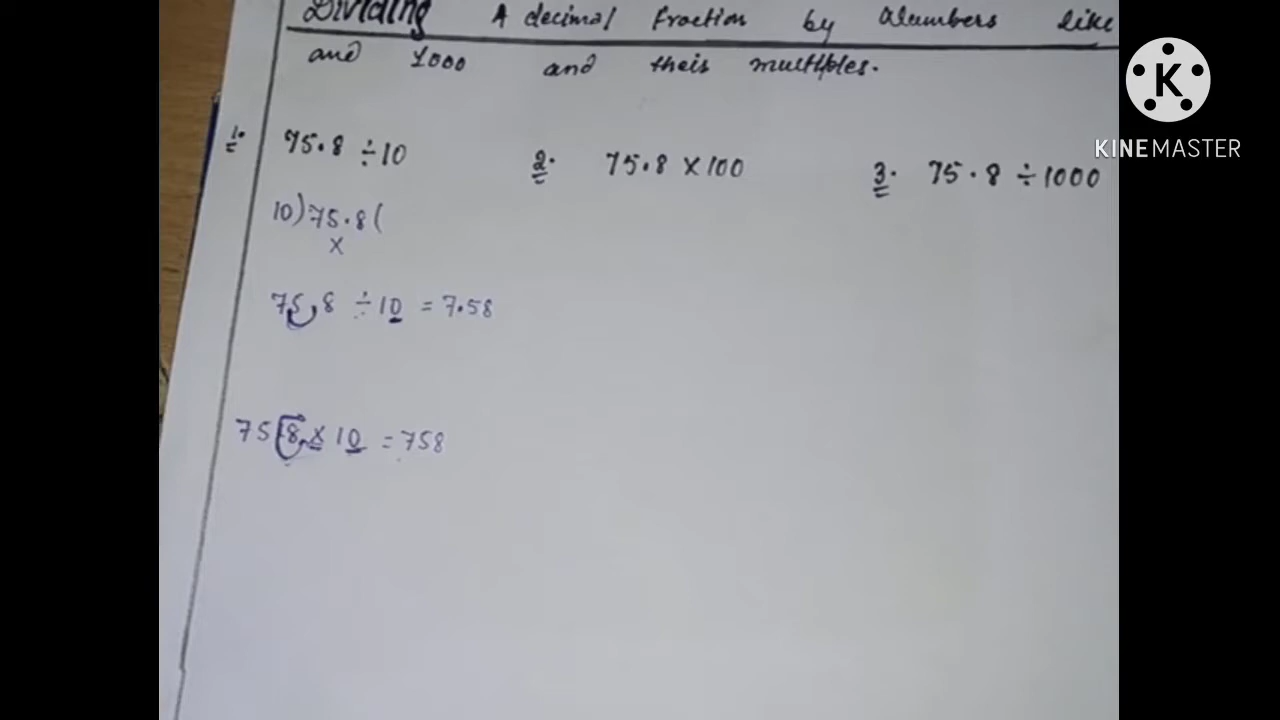 Dividing A decimal fraction by Numbers like
and 1000 and theis multiples.
1. 75.8 ÷ 10
2. 75.8 × 100
3. 75.8 ÷ 1000
10)75.8(
×
75.8 ÷ 10 = 7.58
75.8 × 10 = 758
K
KINEMASTER